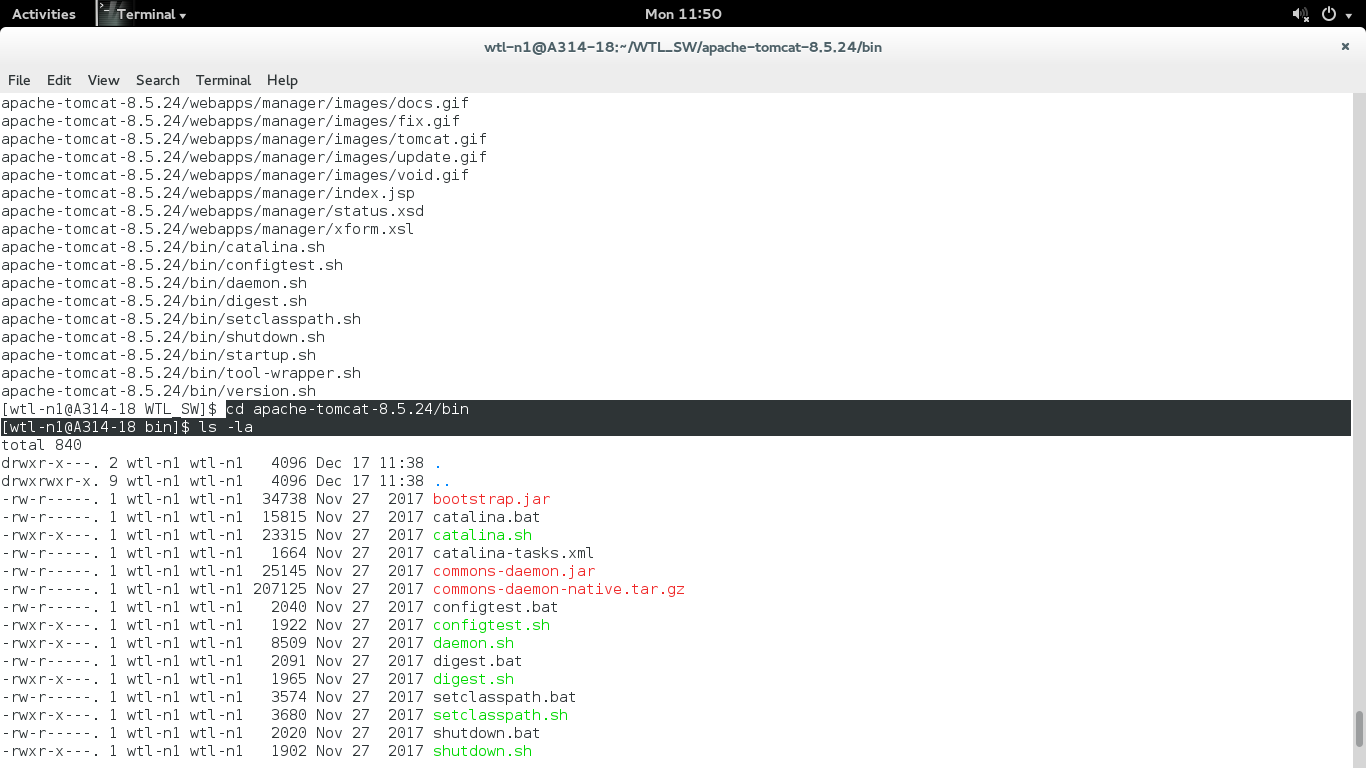 Activities Terminal Mon 11:50
wtl-n1@A314-18:~/WTL_SW/apache-tomcat-8.5.24/bin
File Edit View Search Terminal Help
apache-tomcat-8.5.24/webapps/manager/images/docs.gif
apache-tomcat-8.5.24/webapps/manager/images/fix.gif
apache-tomcat-8.5.24/webapps/manager/images/tomcat.gif
apache-tomcat-8.5.24/webapps/manager/images/update.gif
apache-tomcat-8.5.24/webapps/manager/images/void.gif
apache-tomcat-8.5.24/webapps/manager/index.jsp
apache-tomcat-8.5.24/webapps/manager/status.xsd
apache-tomcat-8.5.24/webapps/manager/xform.xsl
apache-tomcat-8.5.24/bin/catalina.sh
apache-tomcat-8.5.24/bin/configtest.sh
apache-tomcat-8.5.24/bin/daemon.sh
apache-tomcat-8.5.24/bin/digest.sh
apache-tomcat-8.5.24/bin/setclasspath.sh
apache-tomcat-8.5.24/bin/shutdown.sh
apache-tomcat-8.5.24/bin/startup.sh
apache-tomcat-8.5.24/bin/tool-wrapper.sh
apache-tomcat-8.5.24/bin/version.sh
[wtl-n1@A314-18 WTL_SW]$ cd apache-tomcat-8.5.24/bin
[wtl-n1@A314-18 bin]$ ls -la
total 840
drwxr-x---. 2 wtl-n1 wtl-n1   4096 Dec 17 11:38 .
drwxrwxr-x. 9 wtl-n1 wtl-n1   4096 Dec 17 11:38 ..
-rw-r-----. 1 wtl-n1 wtl-n1  34738 Nov 27  2017 bootstrap.jar
-rw-r-----. 1 wtl-n1 wtl-n1  15815 Nov 27  2017 catalina.bat
-rwxr-x---. 1 wtl-n1 wtl-n1  23315 Nov 27  2017 catalina.sh
-rw-r-----. 1 wtl-n1 wtl-n1   1664 Nov 27  2017 catalina-tasks.xml
-rw-r-----. 1 wtl-n1 wtl-n1  25145 Nov 27  2017 commons-daemon.jar
-rw-r-----. 1 wtl-n1 wtl-n1 207125 Nov 27  2017 commons-daemon-native.tar.gz
-rw-r-----. 1 wtl-n1 wtl-n1   2040 Nov 27  2017 configtest.bat
-rwxr-x---. 1 wtl-n1 wtl-n1   1922 Nov 27  2017 configtest.sh
-rwxr-x---. 1 wtl-n1 wtl-n1   8509 Nov 27  2017 daemon.sh
-rw-r-----. 1 wtl-n1 wtl-n1   2091 Nov 27  2017 digest.bat
-rwxr-x---. 1 wtl-n1 wtl-n1   1965 Nov 27  2017 digest.sh
-rw-r-----. 1 wtl-n1 wtl-n1   3574 Nov 27  2017 setclasspath.bat
-rwxr-x---. 1 wtl-n1 wtl-n1   3680 Nov 27  2017 setclasspath.sh
-rw-r-----. 1 wtl-n1 wtl-n1   2020 Nov 27  2017 shutdown.bat
-rwxr-x---. 1 wtl-n1 wtl-n1   1902 Nov 27  2017 shutdown.sh